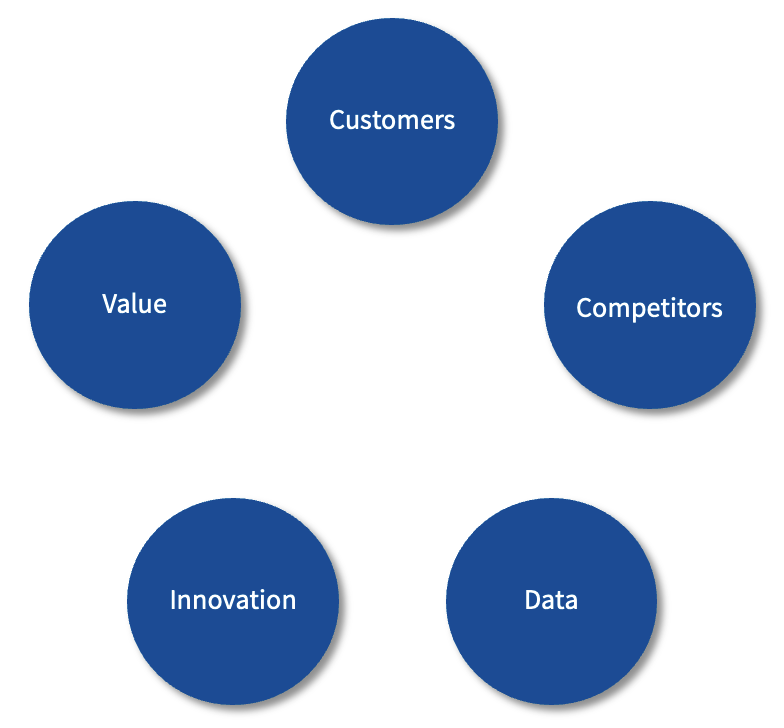 Customers
Value
Competitors
Innovation
Data